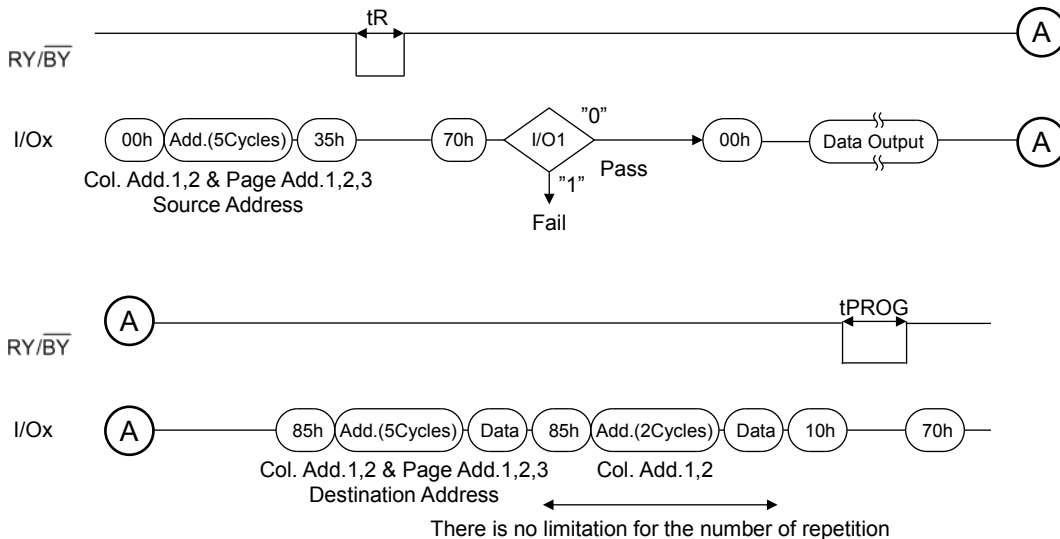 tR
A
RY/BY
I/Ox
00h Add.(5Cycles) 35h 70h I/O1 "0" Pass 00h Data Output A
"1"
Fail
Col. Add.1,2 & Page Add.1,2,3
Source Address
A
tPROG
RY/BY
I/Ox
A 85h Add.(5Cycles) Data 85h Add.(2Cycles) Data 10h 70h
Col. Add.1,2 & Page Add.1,2,3 Col. Add.1,2
Destination Address
There is no limitation for the number of repetition